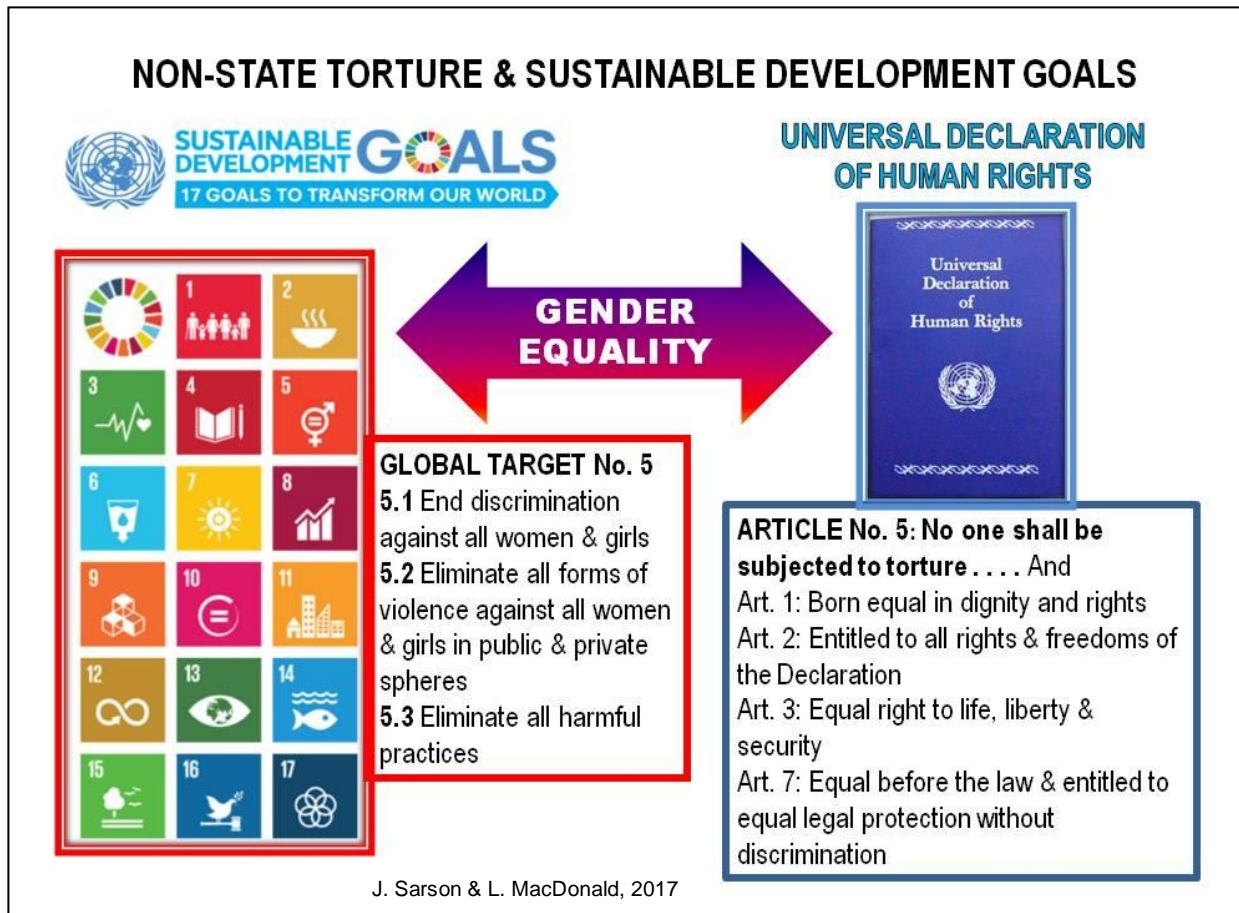 NON-STATE TORTURE & SUSTAINABLE DEVELOPMENT GOALS
SUSTAINABLE
DEVELOPMENT GOALS
17 GOALS TO TRANSFORM OUR WORLD
UNIVERSAL DECLARATION
OF HUMAN RIGHTS
1
2
3
4
5
6
7
8
9
10
11
12
13
14
15
16
17
GENDER
EQUALITY
Universal
Declaration
of
Human Rights
GLOBAL TARGET No. 5
5.1 End discrimination
against all women & girls
5.2 Eliminate all forms of
violence against all women
& girls in public & private
spheres
5.3 Eliminate all harmful
practices
ARTICLE No. 5: No one shall be
subjected to torture . . . . And
Art. 1: Born equal in dignity and rights
Art. 2: Entitled to all rights & freedoms of
the Declaration
Art. 3: Equal right to life, liberty &
security
Art. 7: Equal before the law & entitled to
equal legal protection without
discrimination
J. Sarson & L. MacDonald, 2017